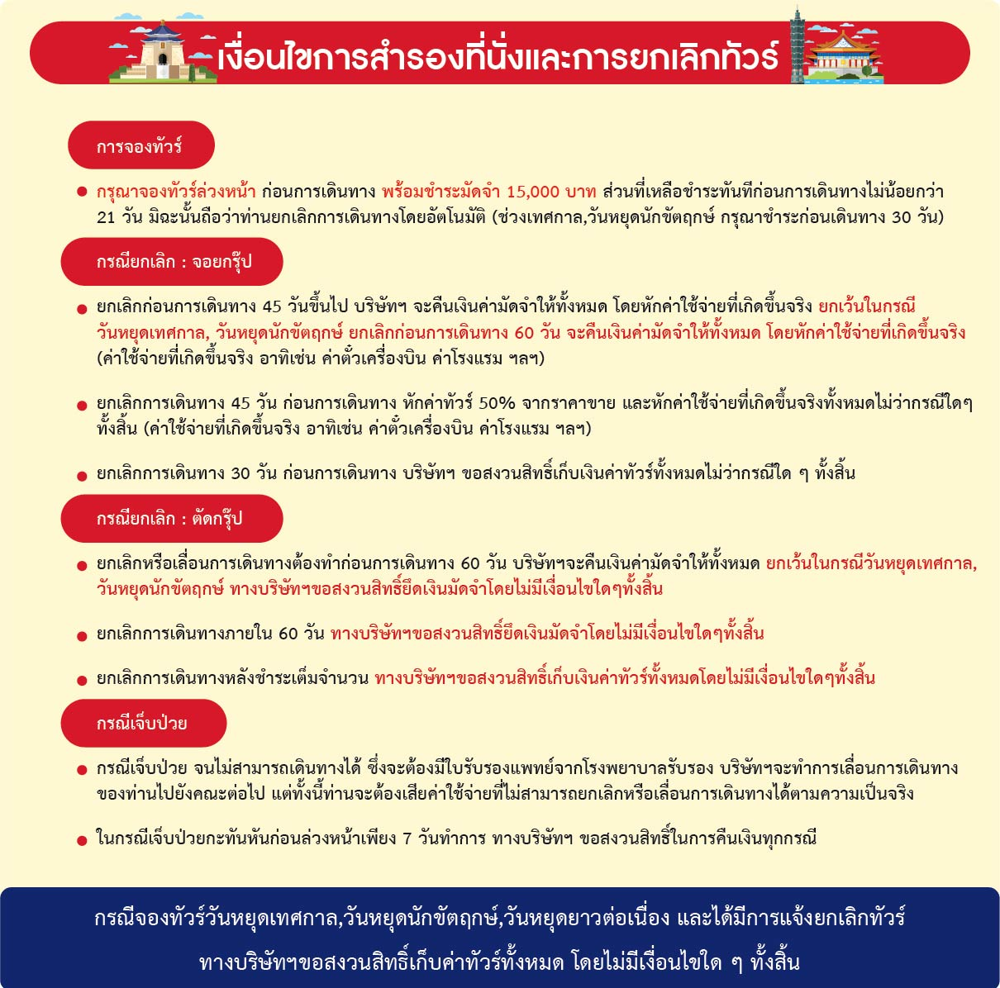 เงื่อนไขการสำรองที่นั่งและการยกเลิกทัวร์
การจองทัวร์
กรุณาจองทัวร์ล่วงหน้า ก่อนการเดินทาง พร้อมชำระมัดจำ 15,000 บาท ส่วนที่เหลือชำระทันทีก่อนการเดินทางไม่น้อยกว่า
21 วัน มิฉะนั้นถือว่าท่านยกเลิกการเดินทางโดยอัตโนมัติ (ช่วงเทศกาล,วันหยุดนักขัตฤกษ์ กรุณาชำระก่อนเดินทาง 30 วัน)
กรณียกเลิก : จอยกรุ๊ป
ยกเลิกก่อนการเดินทาง 45 วันขึ้นไป บริษัทฯ จะคืนเงินค่ามัดจำให้ทั้งหมด โดยหักค่าใช้จ่ายที่เกิดขึ้นจริง ยกเว้นในกรณี
วันหยุดเทศกาล, วันหยุดนักขัตฤกษ์ ยกเลิกก่อนการเดินทาง 60 วัน จะคืนเงินค่ามัดจำให้ทั้งหมด โดยหักค่าใช้จ่ายที่เกิดขึ้นจริง
(ค่าใช้จ่ายที่เกิดขึ้นจริง อาทิเช่น ค่าตั๋วเครื่องบิน ค่าโรงแรม ฯลฯ)
ยกเลิกการเดินทาง 45 วัน ก่อนการเดินทาง หักค่าทัวร์ 50% จากราคาขาย และหักค่าใช้จ่ายที่เกิดขึ้นจริงทั้งหมดไม่ว่ากรณีใดๆ
ทั้งสิ้น (ค่าใช้จ่ายที่เกิดขึ้นจริง อาทิเช่น ค่าตั๋วเครื่องบิน ค่าโรงแรม ฯลฯ)
ยกเลิกการเดินทาง 30 วัน ก่อนการเดินทาง บริษัทฯ ขอสงวนสิทธิ์เก็บเงินค่าทัวร์ทั้งหมดไม่ว่ากรณีใด ๆ ทั้งสิ้น
กรณียกเลิก : ตัดกรุ๊ป
ยกเลิกหรือเลื่อนการเดินทางต้องทำก่อนการเดินทาง 60 วัน บริษัทฯจะคืนเงินค่ามัดจำให้ทั้งหมด ยกเว้นในกรณีวันหยุดเทศกาล,
วันหยุดนักขัตฤกษ์ ทางบริษัทฯขอสงวนสิทธิ์ยึดเงินมัดจำโดยไม่มีเงื่อนไขใดๆทั้งสิ้น
ยกเลิกการเดินทางภายใน 60 วัน ทางบริษัทฯขอสงวนสิทธิ์ยึดเงินมัดจำโดยไม่มีเงื่อนไขใดๆทั้งสิ้น
ยกเลิกการเดินทางหลังชำระเต็มจำนวน ทางบริษัทฯขอสงวนสิทธิ์เก็บเงินค่าทัวร์ทั้งหมดโดยไม่มีเงื่อนไขใดๆทั้งสิ้น
กรณีเจ็บป่วย
กรณีเจ็บป่วย จนไม่สามารถเดินทางได้ ซึ่งจะต้องมีใบรับรองแพทย์จากโรงพยาบาลรับรอง บริษัทฯจะทำการเลื่อนการเดินทาง
ของท่านไปยังคณะต่อไป แต่ทั้งนี้ท่านจะต้องเสียค่าใช้จ่ายที่ไม่สามารถยกเลิกหรือเลื่อนการเดินทางได้ตามความเป็นจริง
ในกรณีเจ็บป่วยกะทันหันก่อนล่วงหน้าเพียง 7 วันทำการ ทางบริษัทฯ ขอสงวนสิทธิ์ในการคืนเงินทุกกรณี
กรณีจองทัวร์วันหยุดเทศกาล,วันหยุดนักขัตฤกษ์,วันหยุดยาวต่อเนื่อง และได้มีการแจ้งยกเลิกทัวร์
ทางบริษัทฯขอสงวนสิทธิ์เก็บค่าทัวร์ทั้งหมด โดยไม่มีเงื่อนไขใด ๆ ทั้งสิ้น